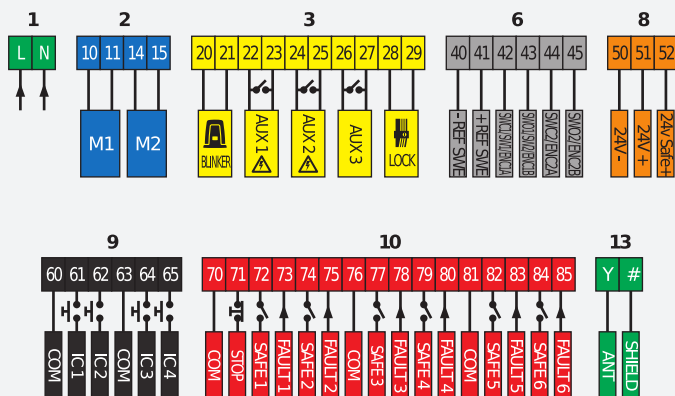 1 2 3 6 8
L N 10 11 14 15 20 21 22 23 24 25 26 27 28 29 40 41 42 43 44 45 50 51 52
M1 M2 BLINKER AUX 1 AUX 2 AUX 3 LOCK - REF SWE + REF SWE SWC1/SW1/ENC1A SWO1/SW2/ENC1B SWC2/ENC2A SWO2/ENC2B 24V - 24V + 24v Safe+
9 10 13
60 61 62 63 64 65 70 71 72 73 74 75 76 77 78 79 80 81 82 83 84 85 Y #
COM IC 1 IC 2 COM IC 3 IC 4 COM STOP SAFE 1 FAULT 1 SAFE 2 FAULT 2 COM SAFE3 FAULT 3 SAFE 4 FAULT 4 COM SAFE 5 FAULT 5 SAFE 6 FAULT 6 ANT SHIELD